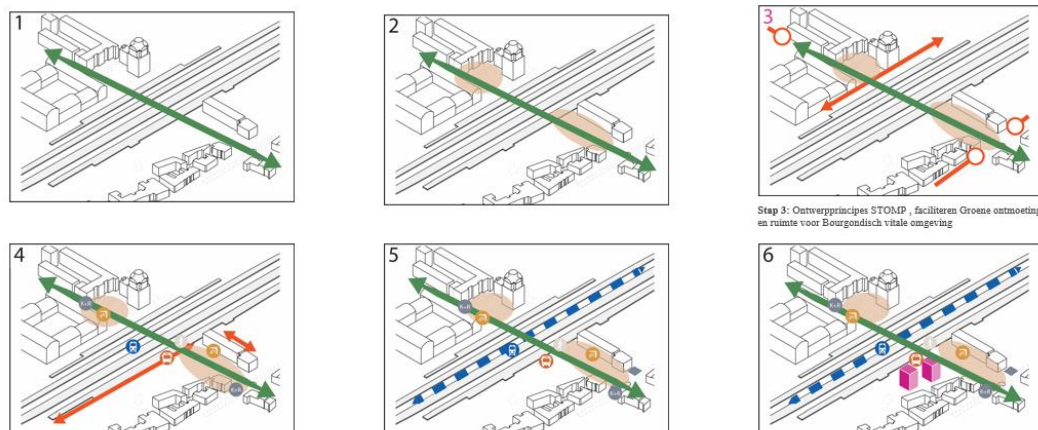 1
2
3
Stap 3: Ontwerpprincipes STOMP , faciliteren Groene ontmoeting
en ruimte voor Bourgondisch vitale omgeving
4
K+R
K+R
5
K+R
K+R
6
K+R
K+R